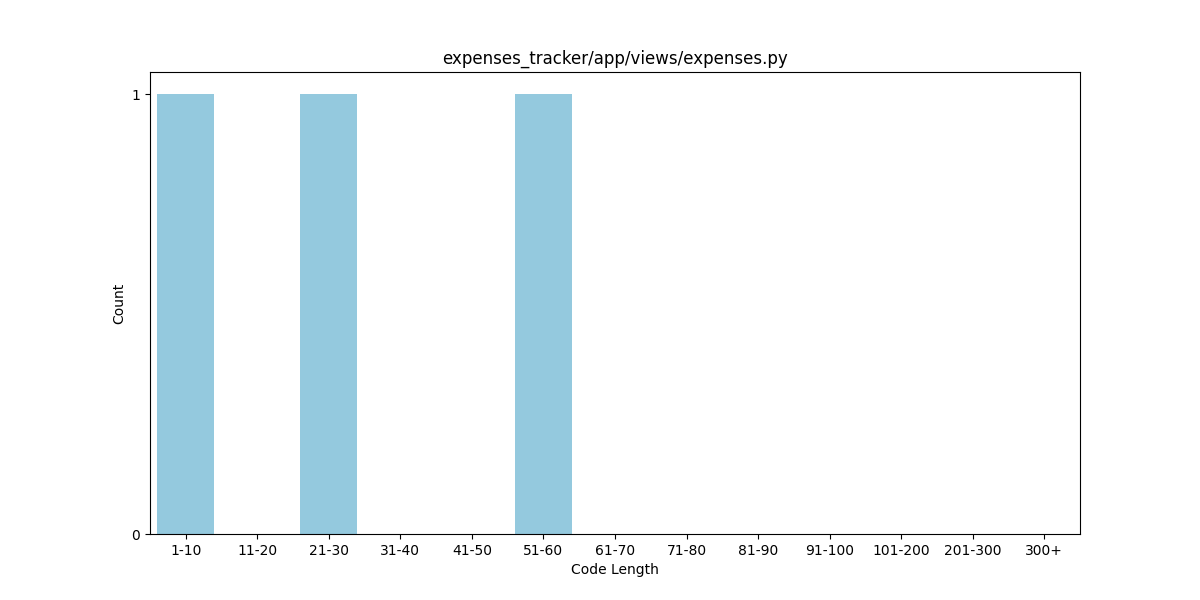 expenses_tracker/app/views/expenses.py
1
Count
0
1-10 11-20 21-30 31-40 41-50 51-60 61-70 71-80 81-90 91-100 101-200 201-300 300+
Code Length